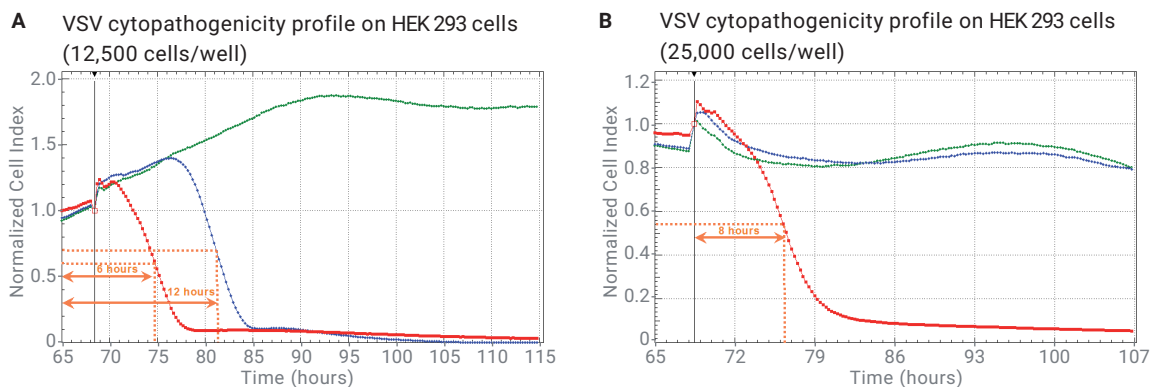 A
VSV cytopathogenicity profile on HEK 293 cells
(12,500 cells/well)
Normalized Cell Index
2.0
1.5
1.0
0.5
0
6 hours
12 hours
65 70 75 80 85 90 95 100 105 110 115
Time (hours)
B
VSV cytopathogenicity profile on HEK 293 cells
(25,000 cells/well)
Normalized Cell Index
1.2
1.0
0.8
0.6
0.4
0.2
0
8 hours
65 72 79 86 93 100 107
Time (hours)